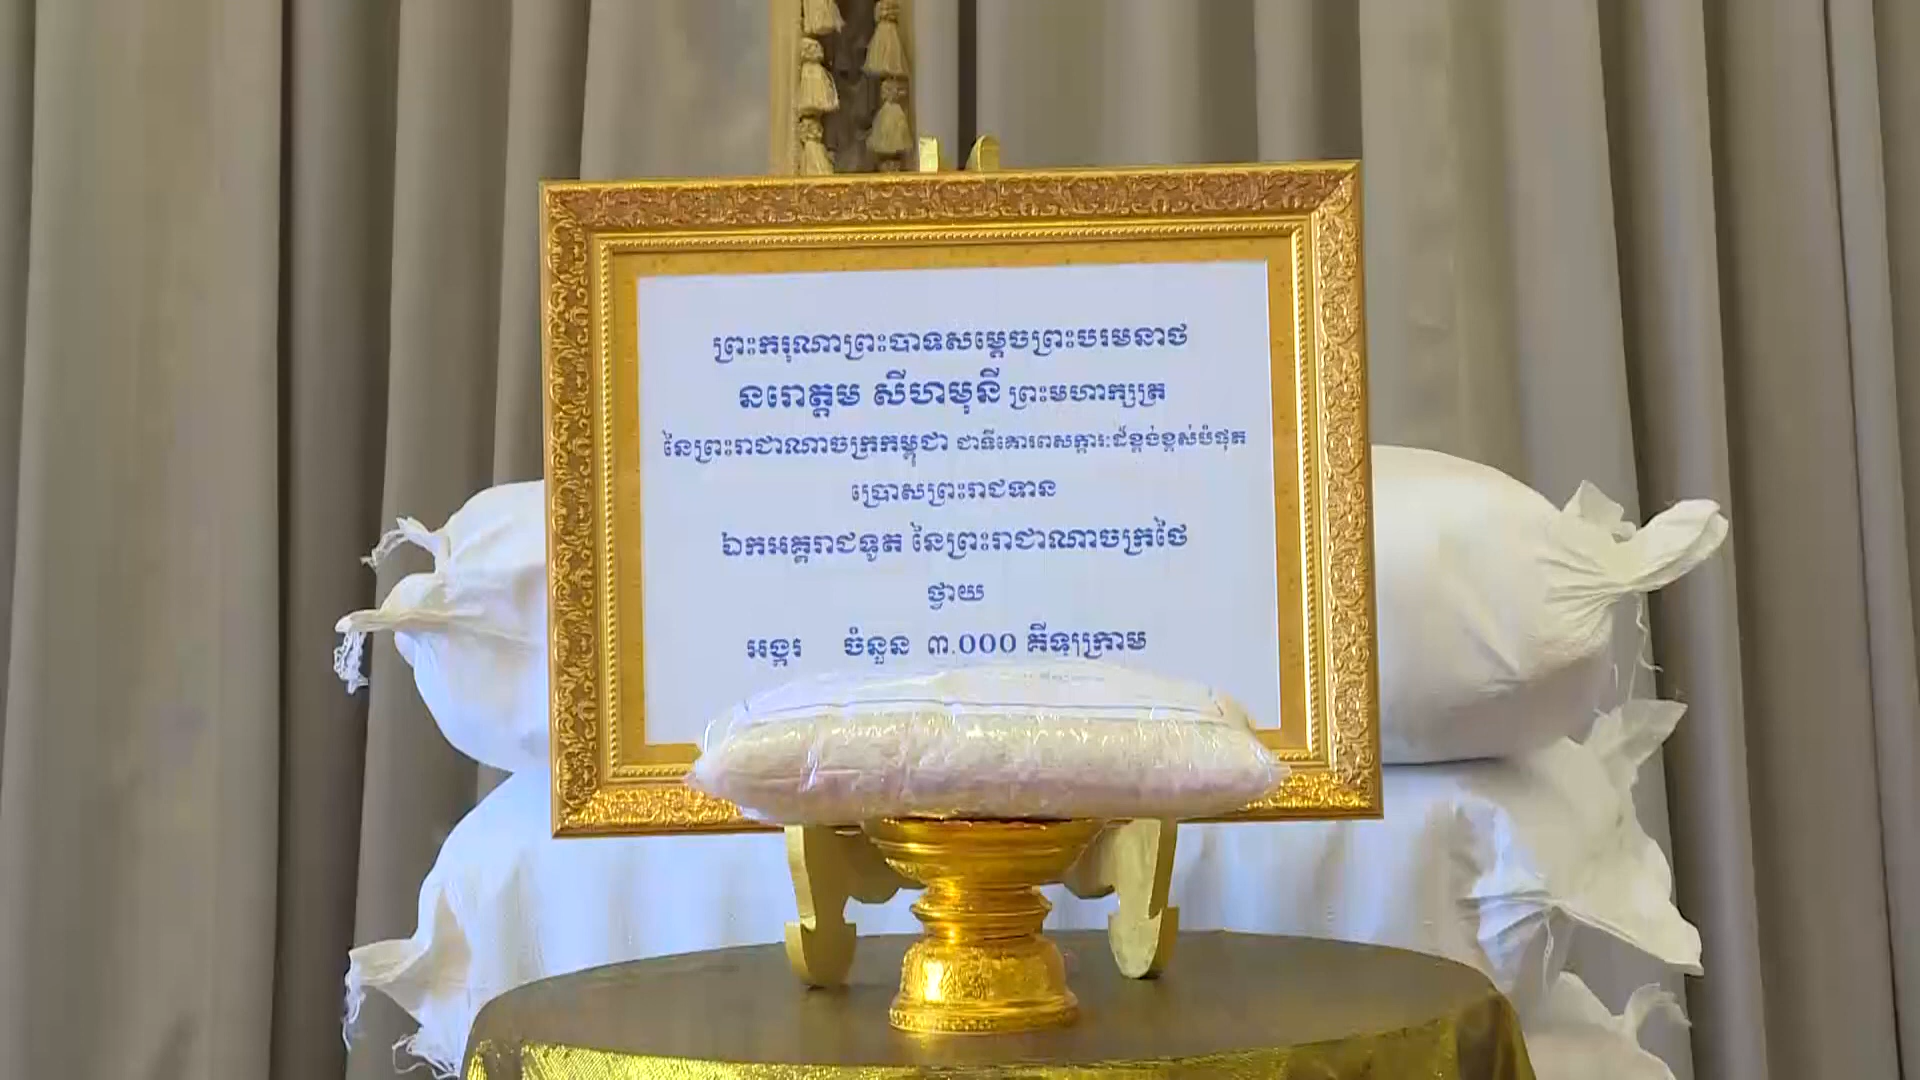 ព្រះករុណាព្រះបាទសម្តេចព្រះបរមនាថ
នរោត្តម សីហមុនី ព្រះមហាក្សត្រ
នៃព្រះរាជាណាចក្រកម្ពុជា ជាទីគោរពសក្ការៈដ៏ខ្ពង់ខ្ពស់បំផុត
ប្រោសព្រះរាជទាន
ឯកអគ្គរាជទូត នៃព្រះរាជាណាចក្រថៃ
ថ្វាយ
អង្ករ ចំនួន ៣.០០០ គីឡូក្រាម